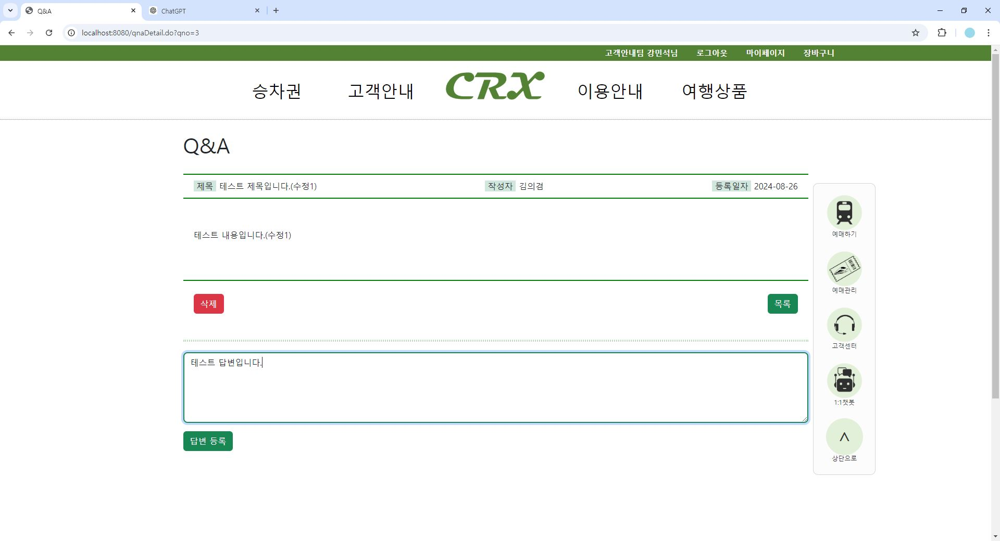 Q&A
ChatGPT
localhost:8080/qnaDetail.do?qno=3
고객안내팀 강민석님 로그아웃 마이페이지 장바구니
승차권 고객안내 CRX 이용안내 여행상품
Q&A
제목 테스트 제목입니다.(수정1) 작성자 김의겸 등록일자 2024-08-26
테스트 내용입니다.(수정1)
삭제 목록
테스트 답변입니다.
답변 등록
예매하기
예매관리
고객센터
1:1챗봇
상단으로